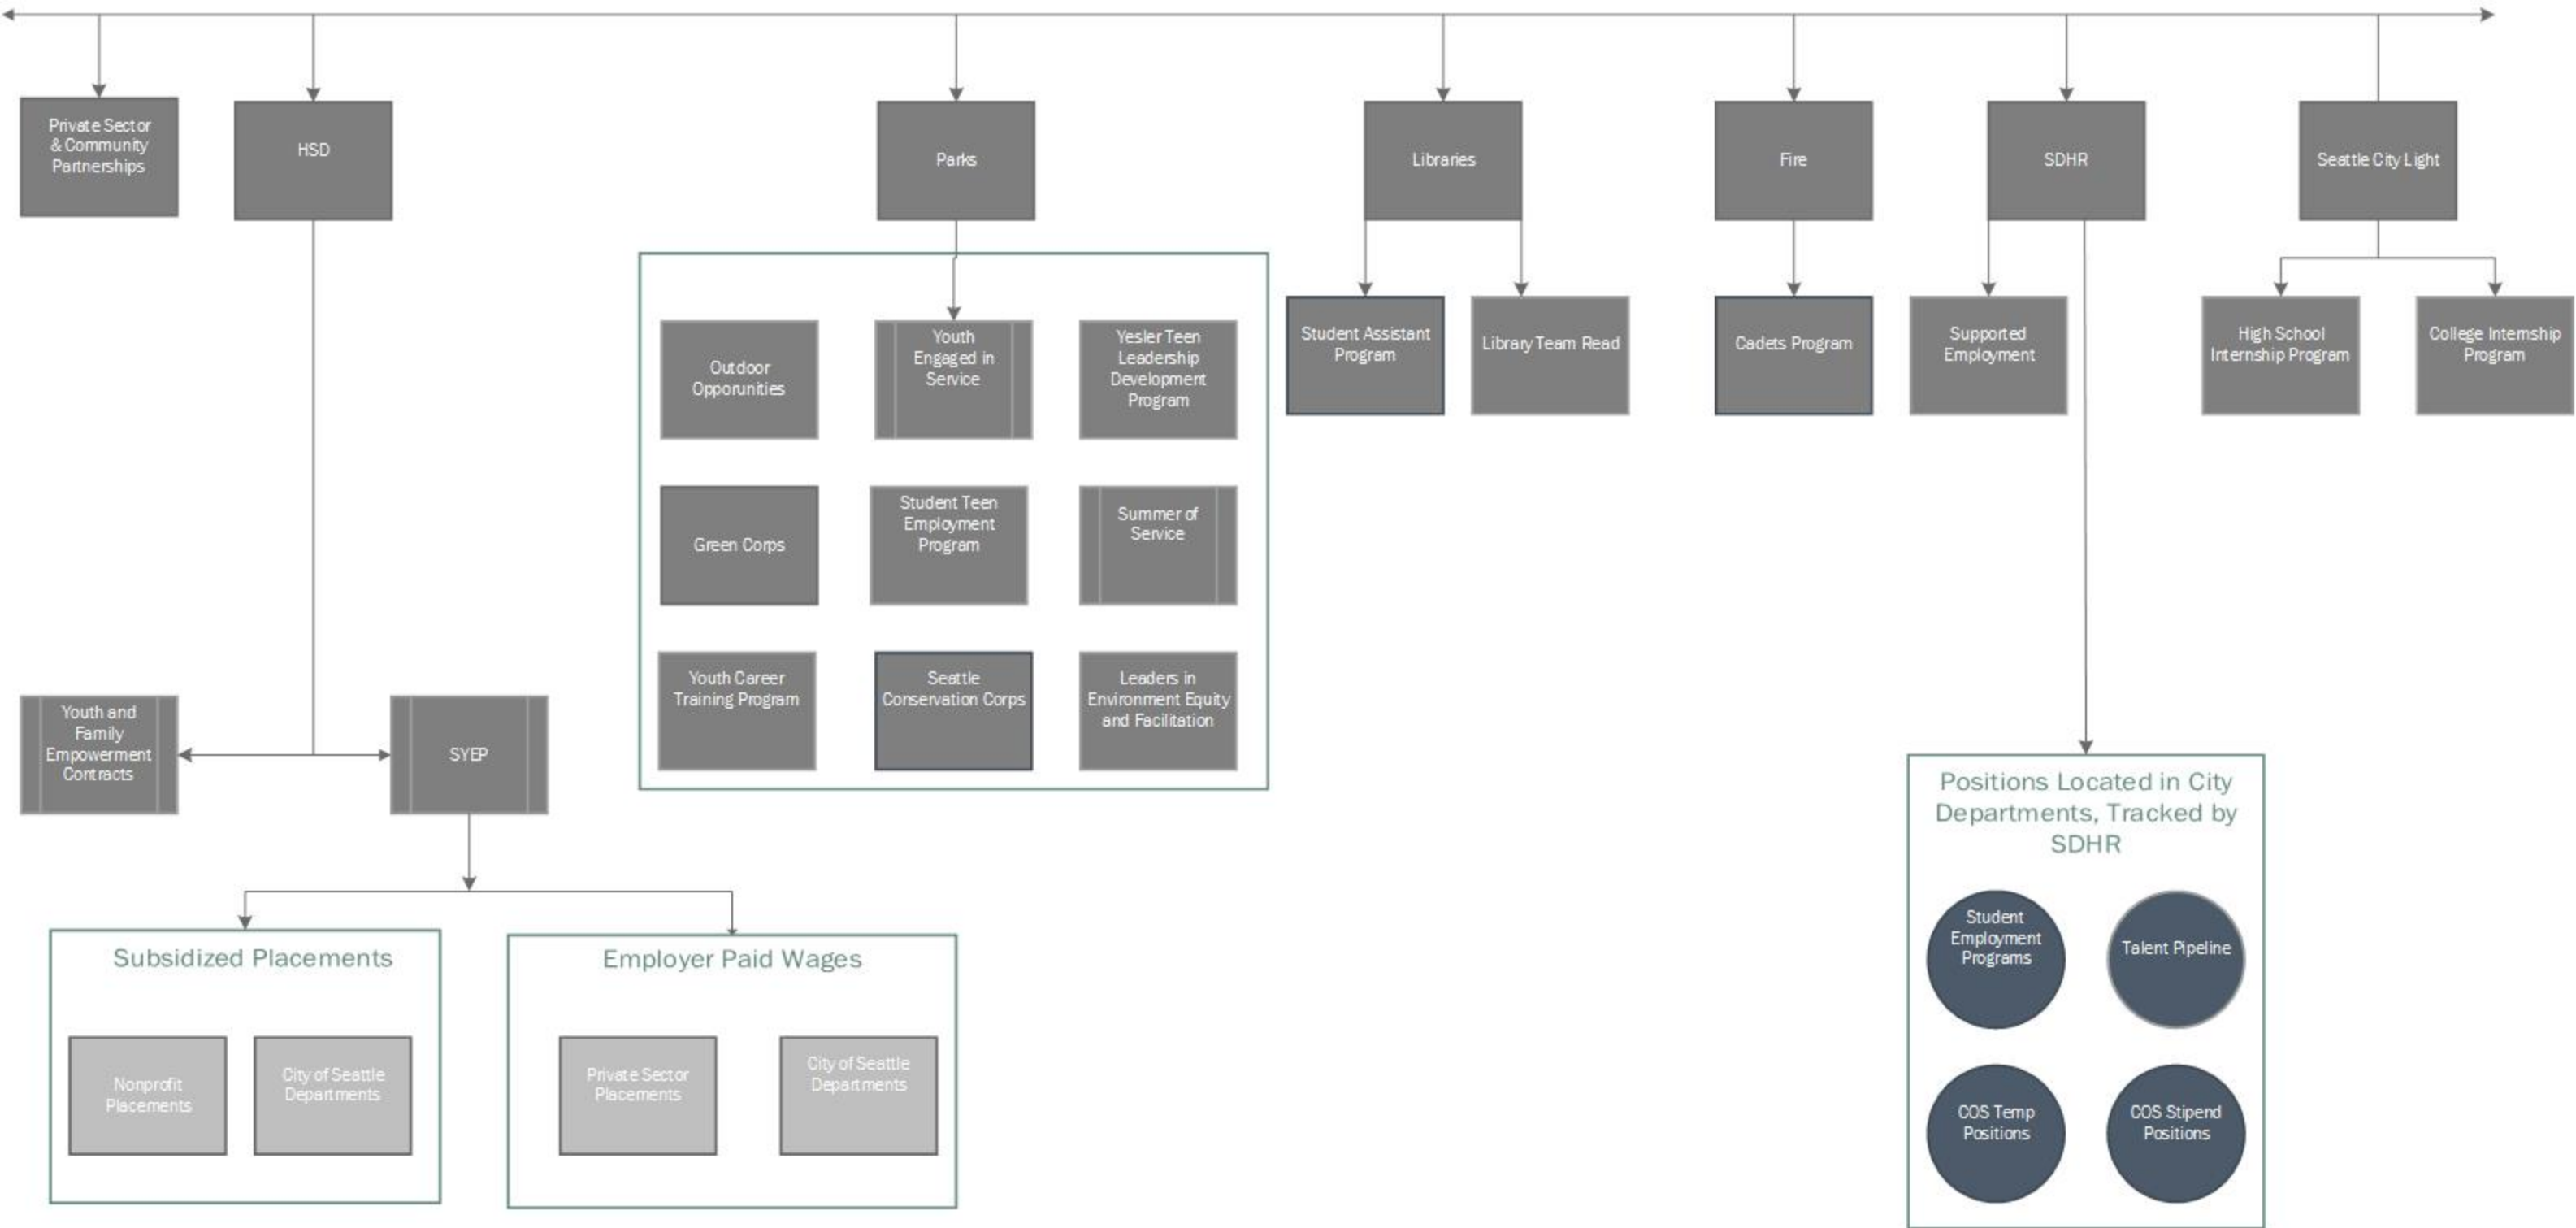 Private Sector
& Community
Partnerships
HSD
Parks
Libraries
Fire
SDHR
Seattle City Light
Outdoor
Opporunities
Youth
Engaged in
Service
Yesler Teen
Leadership
Development
Program
Student Assistant
Program
Library Team Read
Cadets Program
Supported
Employment
High School
Internship Program
College Internship
Program
Green Corps
Student Teen
Employment
Program
Summer of
Service
Youth Career
Training Program
Seattle
Conservation Corps
Leaders in
Environment Equity
and Facilitation
Youth and
Family
Empowerment
Contracts
SYEP
Positions Located in City
Departments, Tracked by
SDHR
Student
Employment
Programs
Talent Pipeline
COS Temp
Positions
COS Stipend
Positions
Subsidized Placements
Nonprofit
Placements
City of Seattle
Departments
Employer Paid Wages
Private Sector
Placements
City of Seattle
Departments